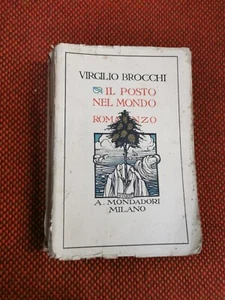 VIRGILIO BROCCHI
IL POSTO
NEL MONDO
ROMANZO
A. MONDADORI
MILANO